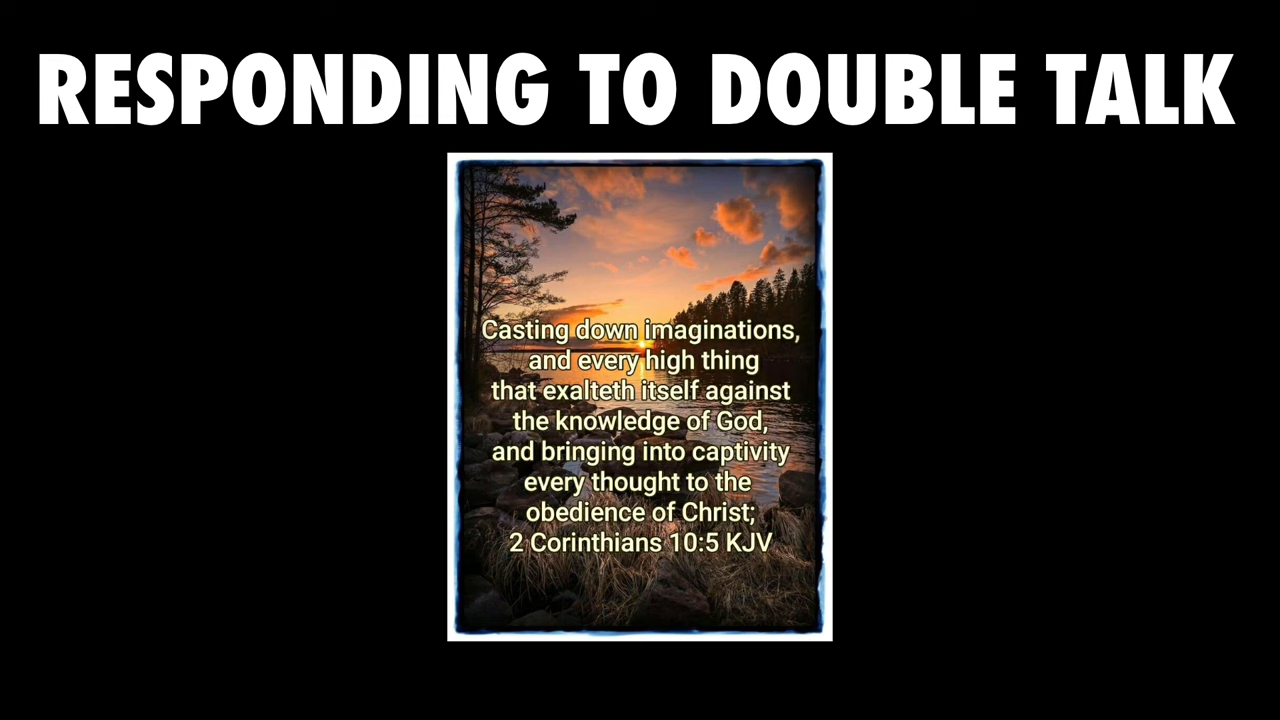 RESPONDING TO DOUBLE TALK
Casting down imaginations,
and every high thing
that exalteth itself against
the knowledge of God,
and bringing into captivity
every thought to the
obedience of Christ;
2 Corinthians 10:5 KJV